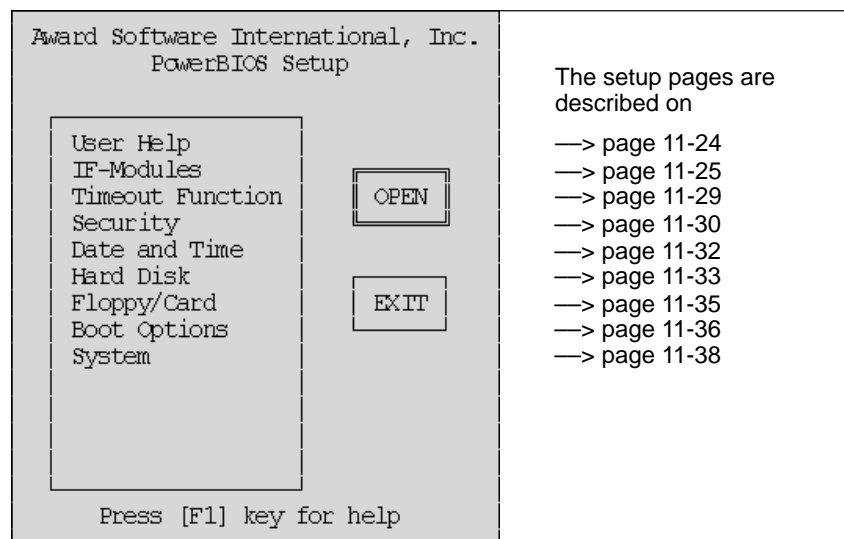 Award Software International, Inc.
PowerBIOS Setup
User Help
IF-Modules
Timeout Function
Security
Date and Time
Hard Disk
Floppy/Card
Boot Options
System
OPEN
EXIT
Press [F1] key for help
The setup pages are
described on
—> page 11-24
—> page 11-25
—> page 11-29
—> page 11-30
—> page 11-32
—> page 11-33
—> page 11-35
—> page 11-36
—> page 11-38